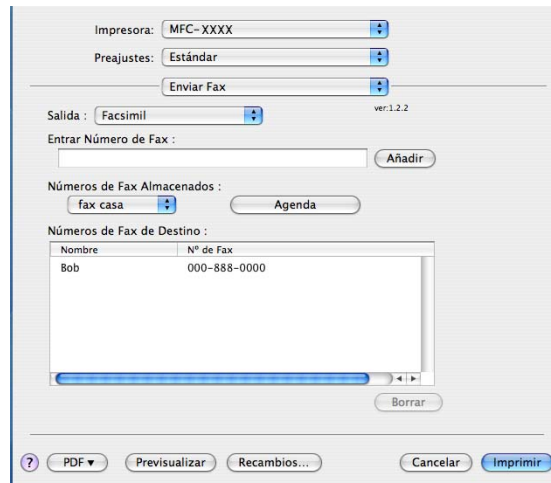 Impresora: MFC-XXXX
Preajustes: Estándar
Enviar Fax
Salida : Facsimil
ver:1.2.2
Entrar Número de Fax :
Añadir
Números de Fax Almacenados :
fax casa Agenda
Números de Fax de Destino :
Nombre Nº de Fax
Bob 000-888-0000
Borrar
? PDF Previsualizar Recambios... Cancelar Imprimir